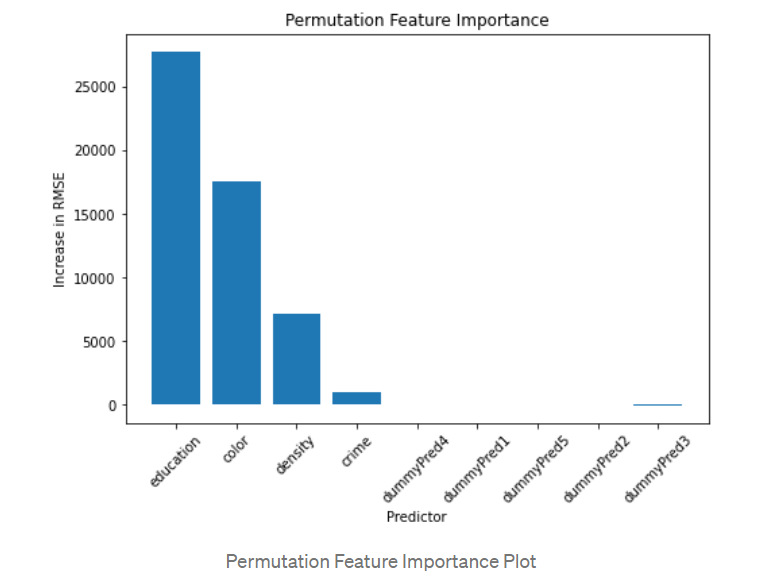 Permutation Feature Importance
Increase in RMSE
25000
20000
15000
10000
5000
0
education
color
density
crime
dummyPred4
dummyPred1
dummyPred5
dummyPred2
dummyPred3
Predictor
Permutation Feature Importance Plot